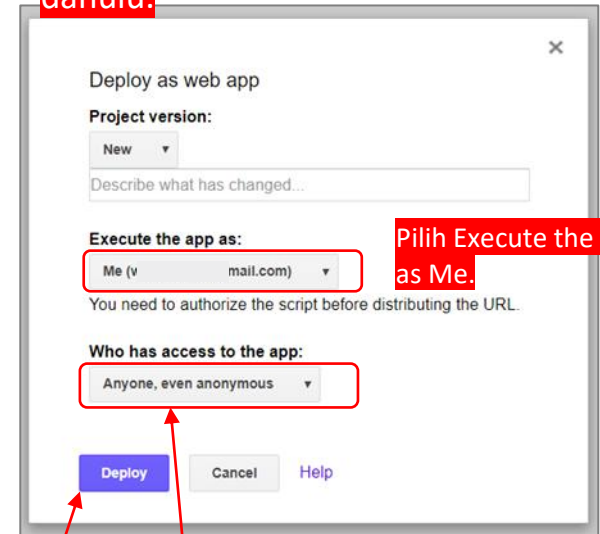 dahulu.
×
Deploy as web app
Project version:
New
Describe what has changed...
Execute the app as:
Pilih Execute the
Me (v mail.com)
as Me.
You need to authorize the script before distributing the URL.
Who has access to the app:
Anyone, even anonymous
Deploy Cancel Help